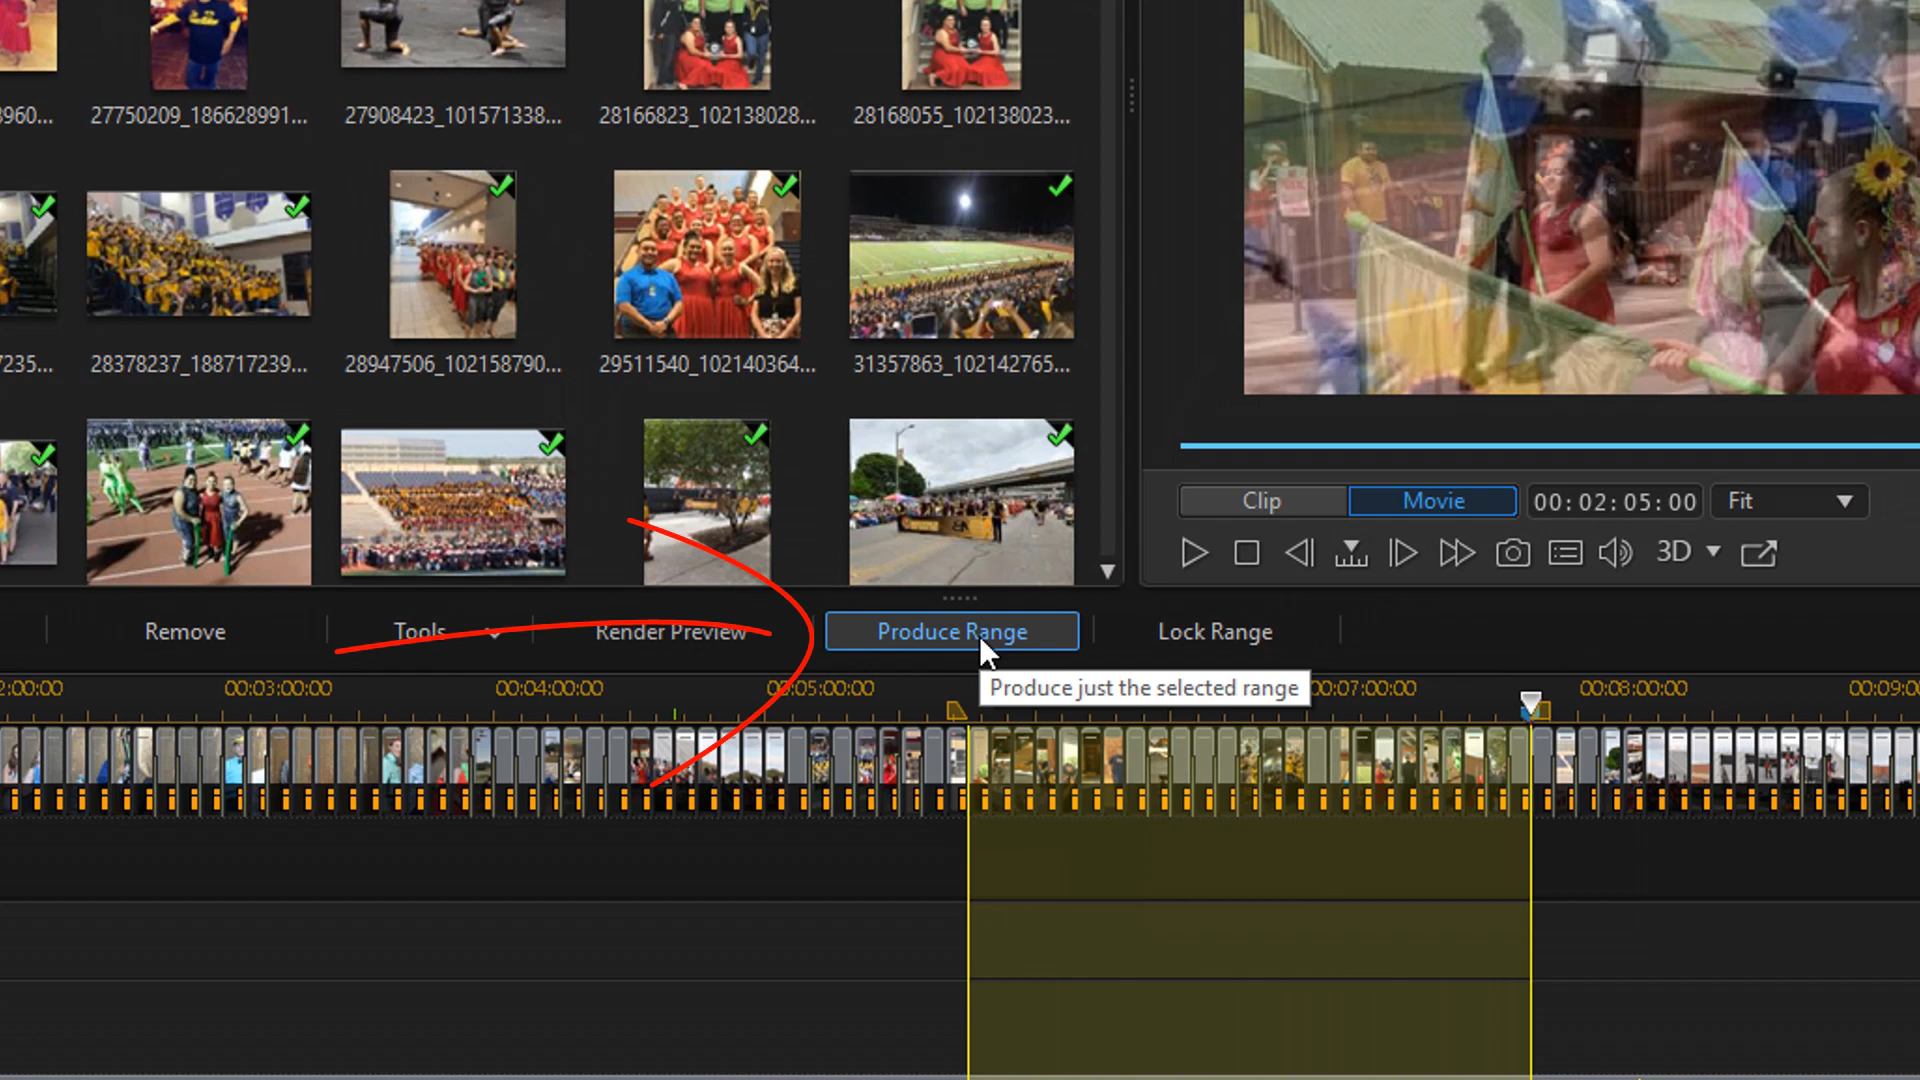 3960...
27750209_186628991...
27908423_101571338...
28166823_102138028...
28168055_102138023...
7235...
28378237_188717239...
28947506_102158790...
29511540_102140364...
31357863_102142765...
Clip
Movie
00:02:05:00
Fit
3D
Remove
Tools
Render Preview
Produce Range
Lock Range
Produce just the selected range
2:00:00
00:03:00:00
00:04:00:00
00:05:00:00
00:07:00:00
00:08:00:00
00:09:0